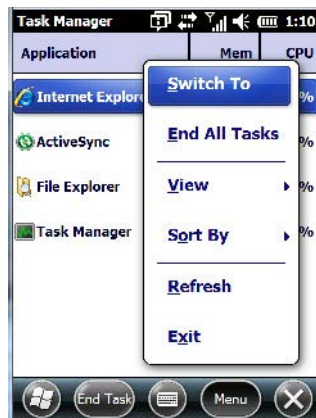 Task Manager 1:10
Application Mem CPU
Internet Explor %
ActiveSync %
File Explorer %
Task Manager %
Switch To
End All Tasks
View
Sort By
Refresh
Exit
End Task Menu